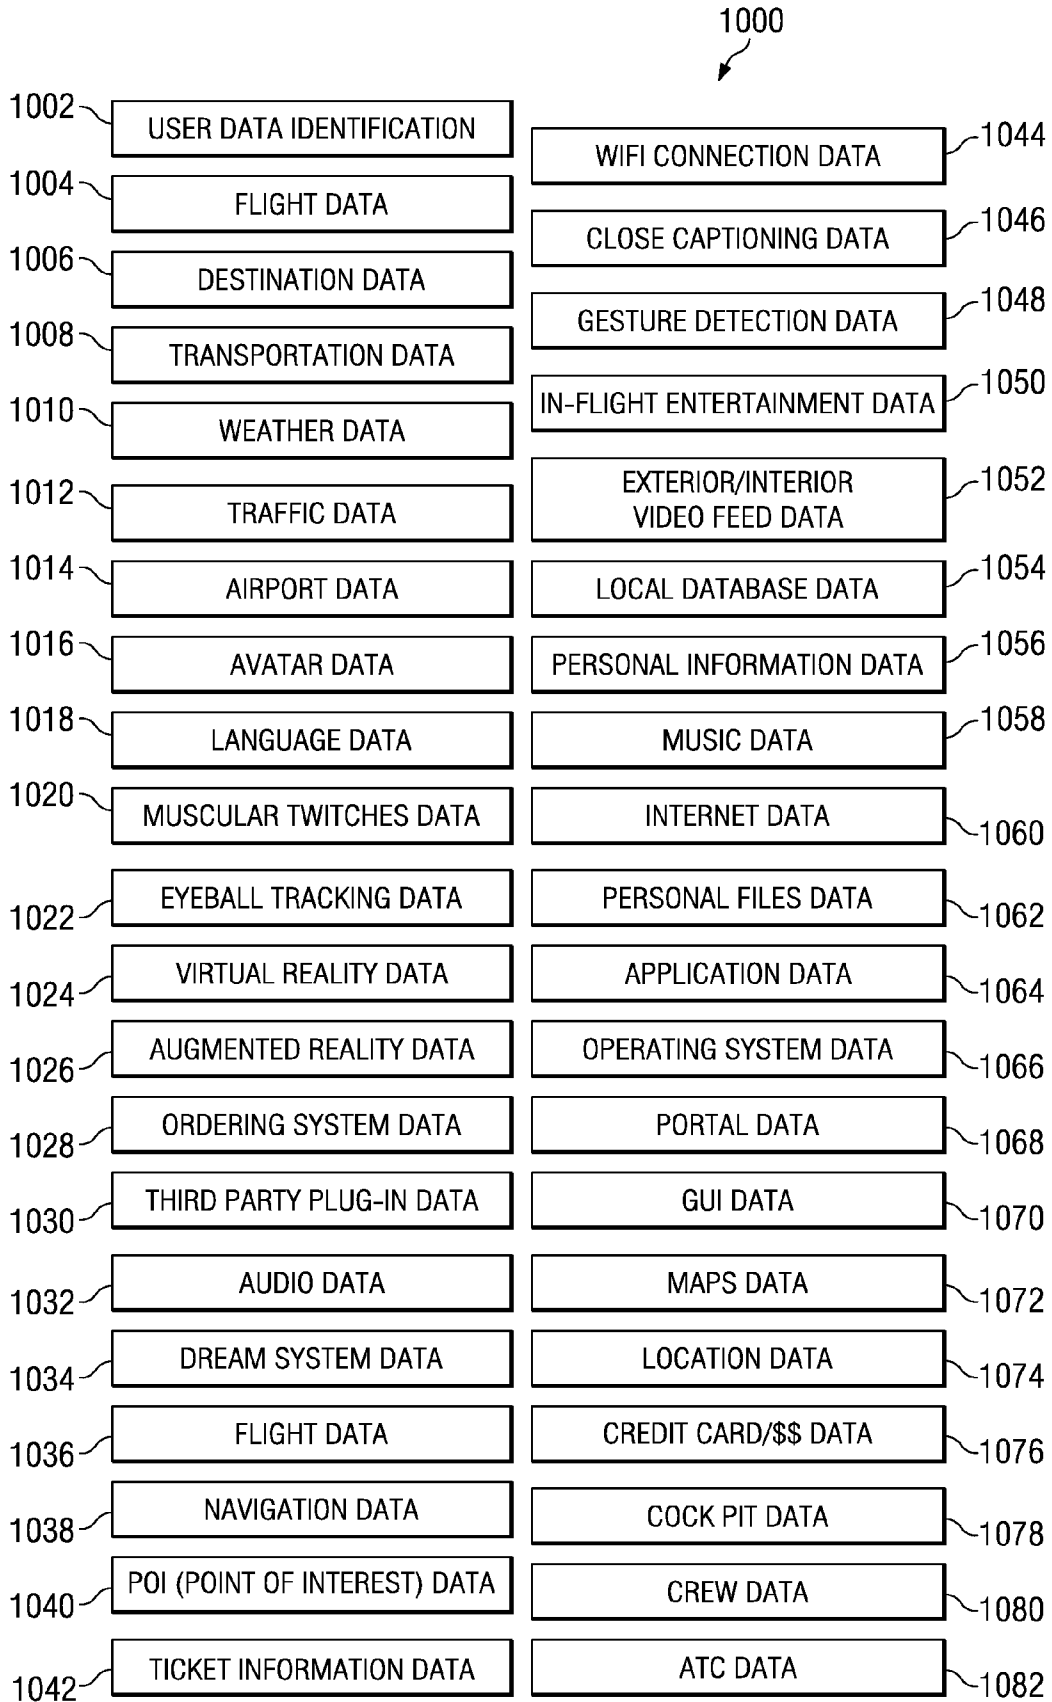 1000
1002 USER DATA IDENTIFICATION
1004 FLIGHT DATA
1006 DESTINATION DATA
1008 TRANSPORTATION DATA
1010 WEATHER DATA
1012 TRAFFIC DATA
1014 AIRPORT DATA
1016 AVATAR DATA
1018 LANGUAGE DATA
1020 MUSCULAR TWITCHES DATA
1022 EYEBALL TRACKING DATA
1024 VIRTUAL REALITY DATA
1026 AUGMENTED REALITY DATA
1028 ORDERING SYSTEM DATA
1030 THIRD PARTY PLUG-IN DATA
1032 AUDIO DATA
1034 DREAM SYSTEM DATA
1036 FLIGHT DATA
1038 NAVIGATION DATA
1040 POI (POINT OF INTEREST) DATA
1042 TICKET INFORMATION DATA
WIFI CONNECTION DATA 1044
CLOSE CAPTIONING DATA 1046
GESTURE DETECTION DATA 1048
IN-FLIGHT ENTERTAINMENT DATA 1050
EXTERIOR/INTERIOR 1052
VIDEO FEED DATA
LOCAL DATABASE DATA 1054
PERSONAL INFORMATION DATA 1056
MUSIC DATA 1058
INTERNET DATA 1060
PERSONAL FILES DATA 1062
APPLICATION DATA 1064
OPERATING SYSTEM DATA 1066
PORTAL DATA 1068
GUI DATA 1070
MAPS DATA 1072
LOCATION DATA 1074
CREDIT CARD/$$ DATA 1076
COCK PIT DATA 1078
CREW DATA 1080
ATC DATA 1082